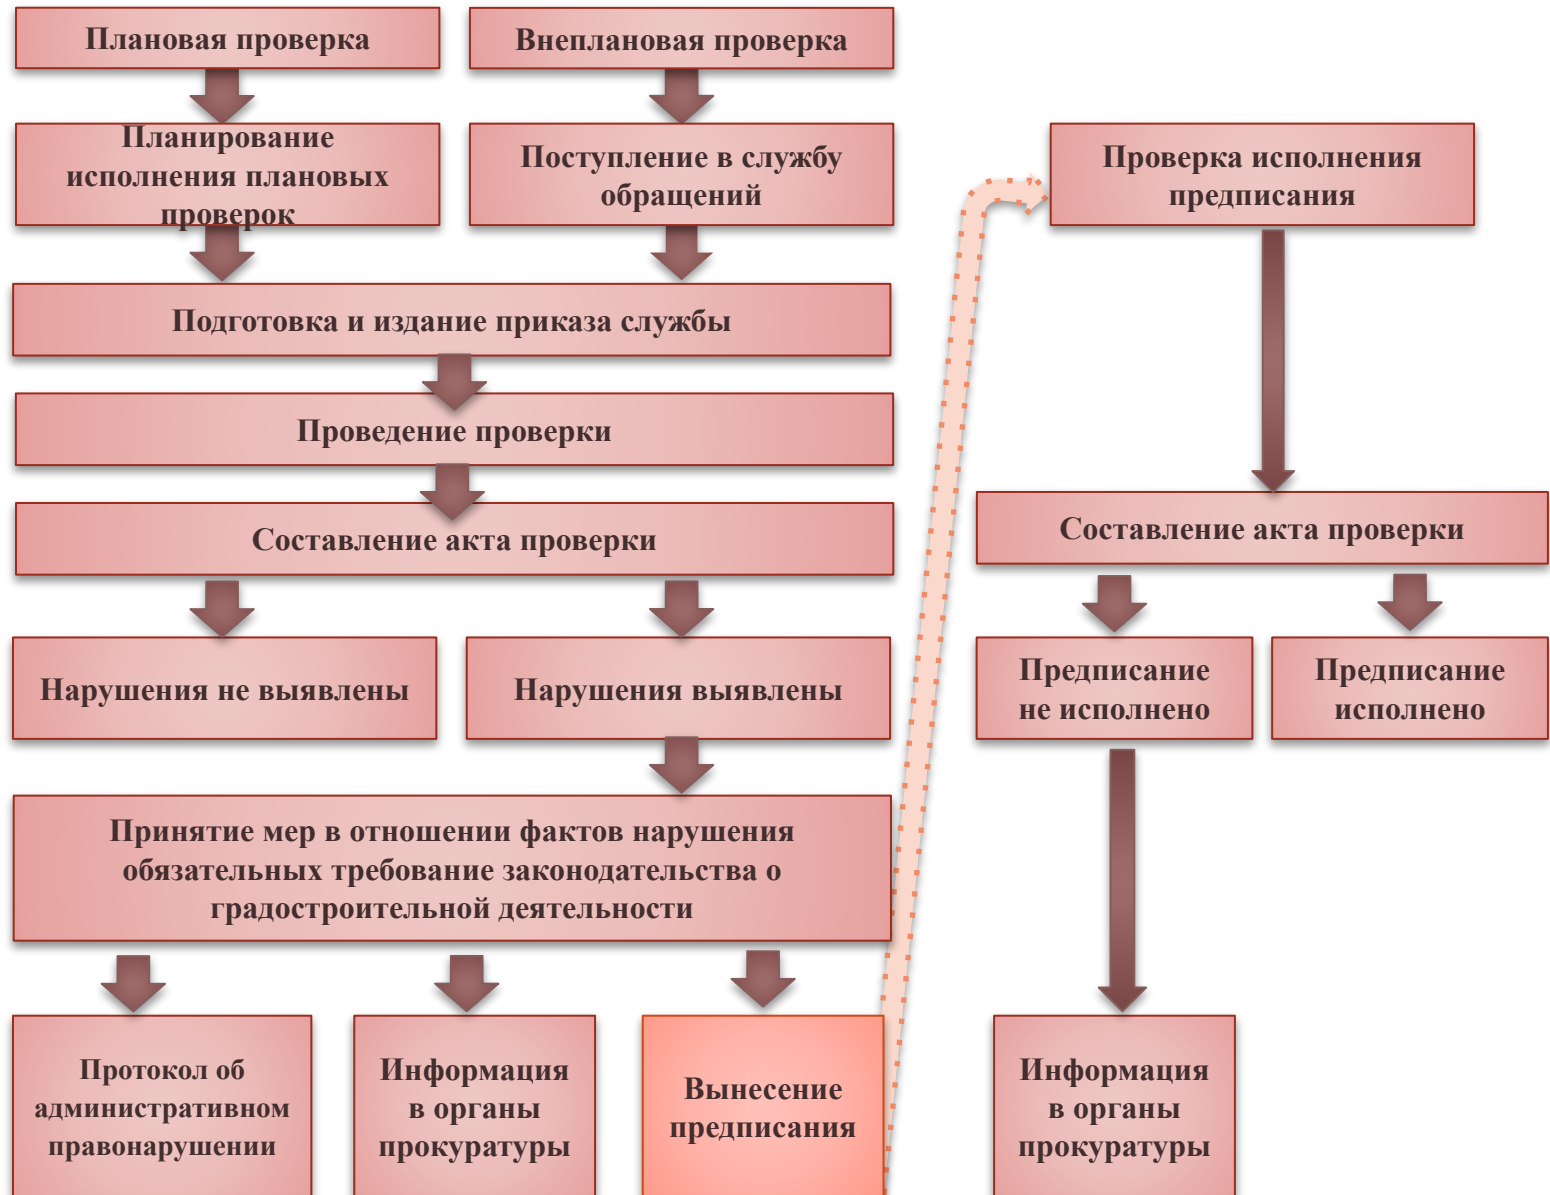 Плановая проверка
Внеплановая проверка
Планирование
исполнения плановых
проверок
Поступление в службу
обращений
Проверка исполнения
предписания
Подготовка и издание приказа службы
Проведение проверки
Составление акта проверки
Составление акта проверки
Нарушения не выявлены
Нарушения выявлены
Предписание
не исполнено
Предписание
исполнено
Принятие мер в отношении фактов нарушения
обязательных требование законодательства о
градостроительной деятельности
Протокол об
административном
правонарушении
Информация
в органы
прокуратуры
Вынесение
предписания
Информация
в органы
прокуратуры